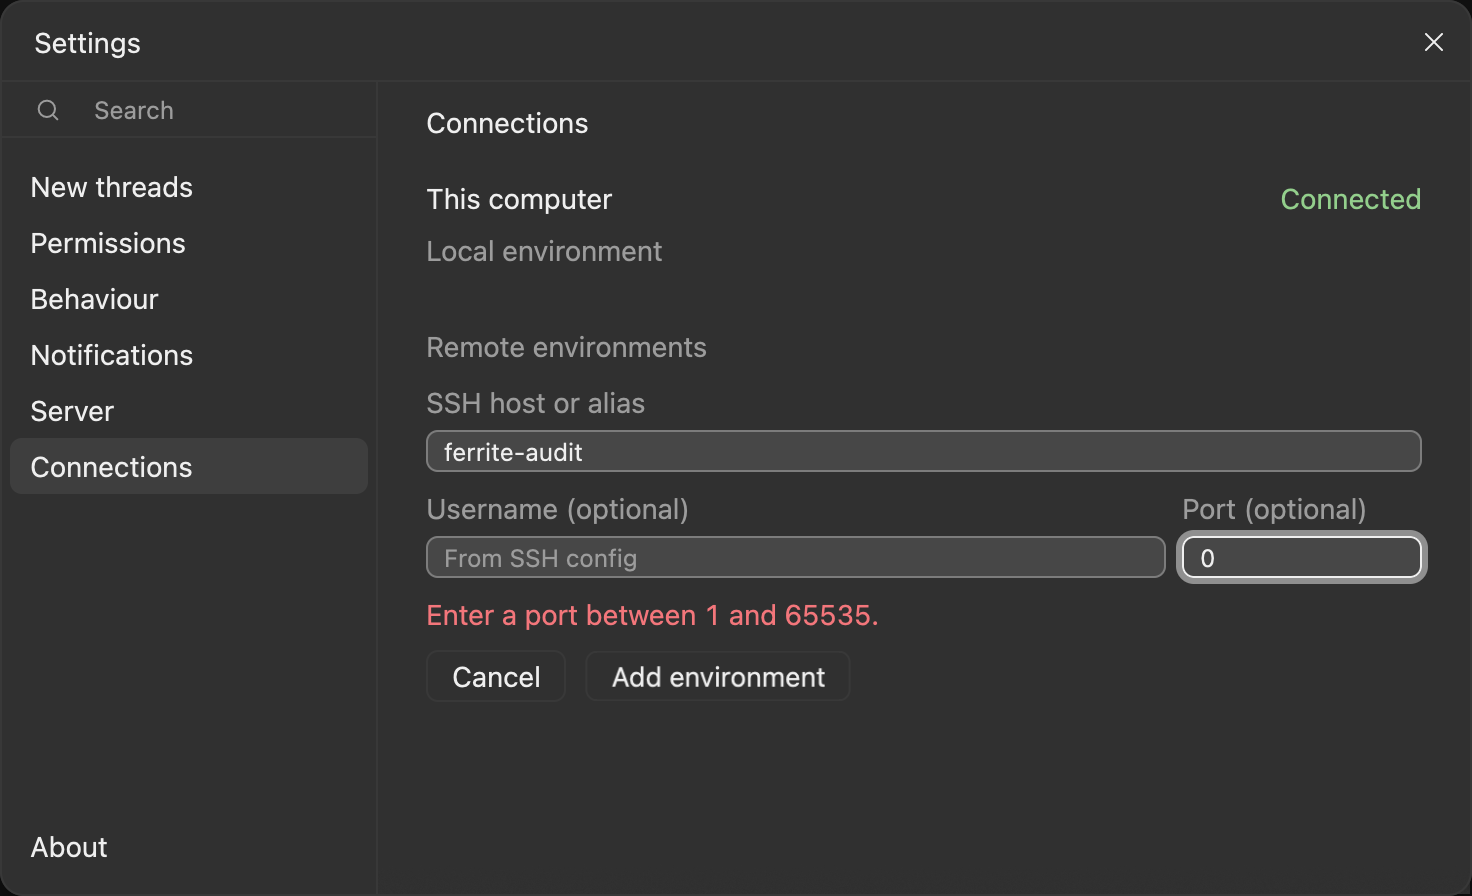 Settings
Search
New threads
Permissions
Behaviour
Notifications
Server
Connections
About
Connections
This computer
Connected
Local environment
Remote environments
SSH host or alias
ferrite-audit
Username (optional)
Port (optional)
From SSH config
0
Enter a port between 1 and 65535.
Cancel
Add environment